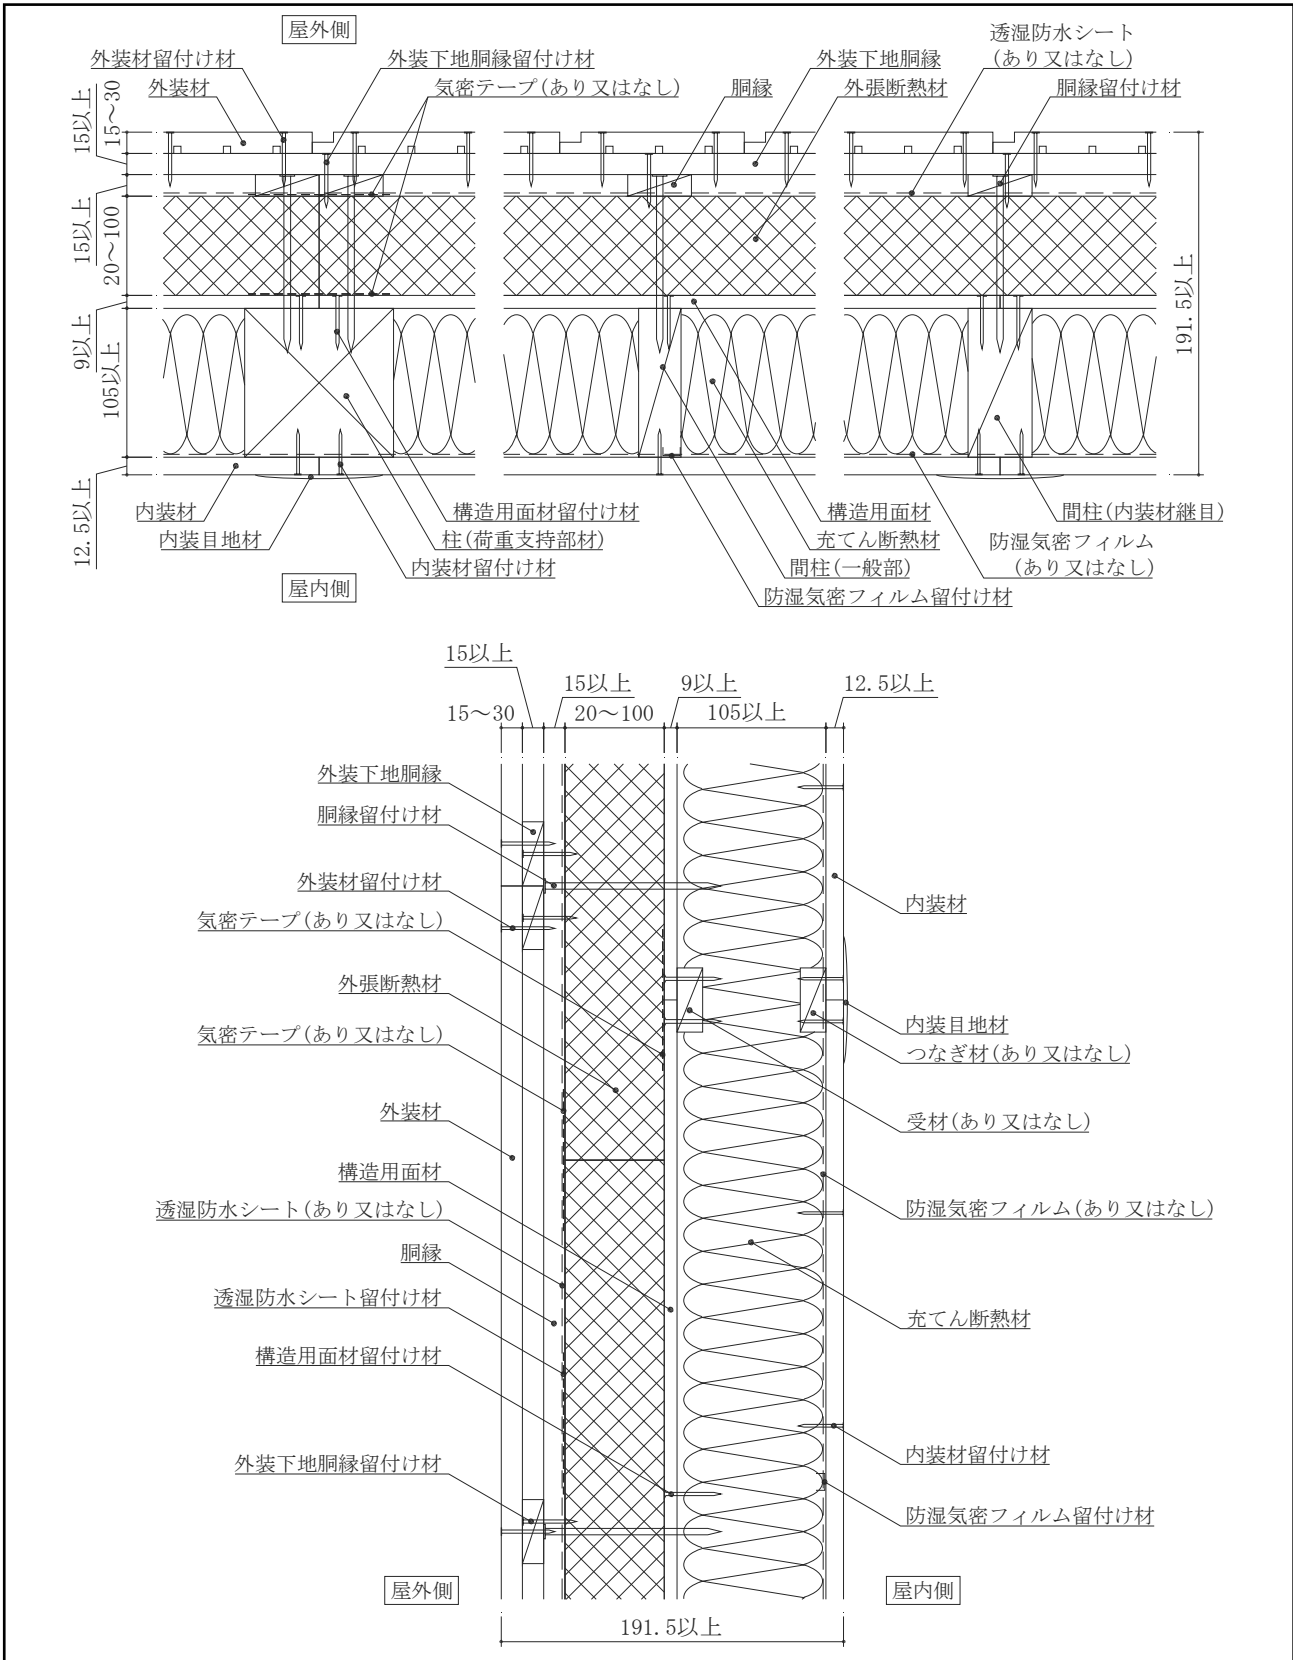 屋外側
外装材留付け材
外装材
外装下地胴縁留付け材
気密テープ(あり又はなし)
胴縁
外装下地胴縁
外張断熱材
透湿防水シート
(あり又はなし)
胴縁留付け材
15以上
15~30
15以上
20~100
9以上
105以上
12.5以上
191.5以上
内装材
内装目地材
構造用面材留付け材
柱(荷重支持部材)
内装材留付け材
構造用面材
充てん断熱材
間柱(一般部)
防湿気密フィルム留付け材
間柱(内装材継目)
防湿気密フィルム
(あり又はなし)
屋内側
15以上
15以上
9以上
12.5以上
15~30
20~100
105以上
外装下地胴縁
胴縁留付け材
外装材留付け材
気密テープ(あり又はなし)
外張断熱材
気密テープ(あり又はなし)
外装材
構造用面材
透湿防水シート(あり又はなし)
胴縁
透湿防水シート留付け材
構造用面材留付け材
外装下地胴縁留付け材
内装材
内装目地材
つなぎ材(あり又はなし)
受材(あり又はなし)
防湿気密フィルム(あり又はなし)
充てん断熱材
内装材留付け材
防湿気密フィルム留付け材
屋外側
屋内側
191.5以上